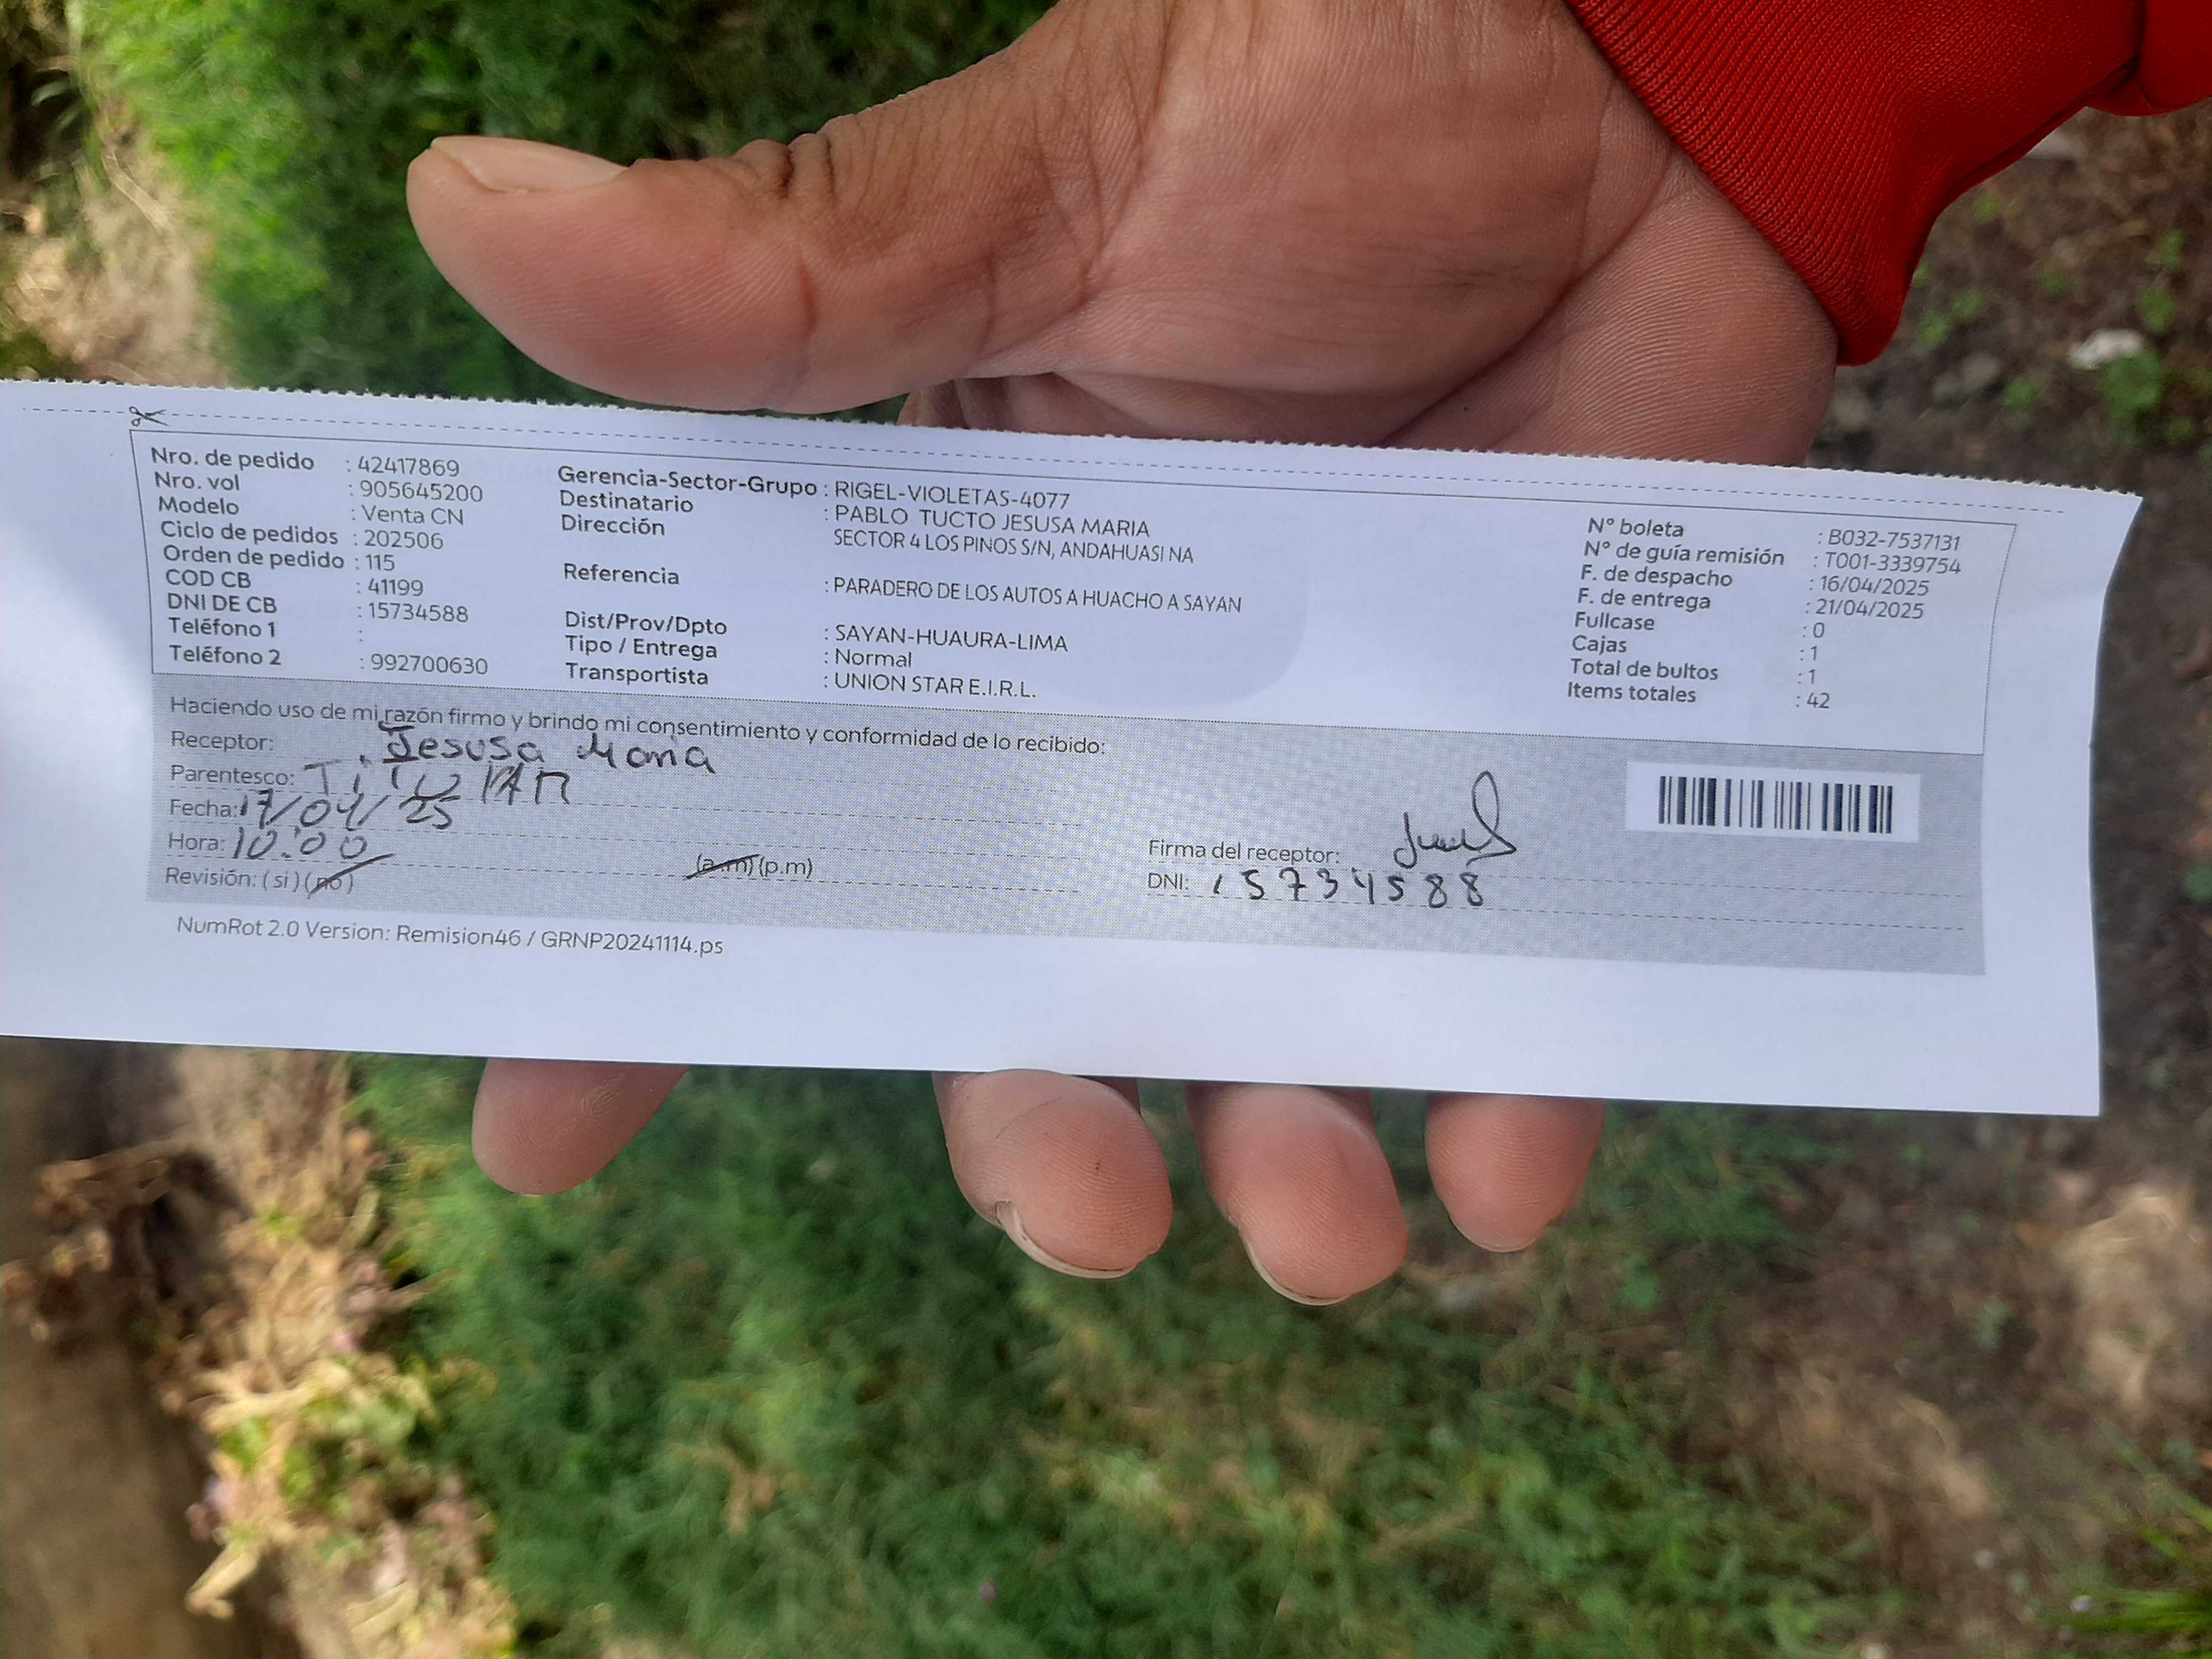 Nro. de pedido : 42417869
Nro. vol : 905645200
Modelo : Venta CN
Ciclo de pedidos : 202506
Orden de pedido : 115
COD CB : 41199
DNI DE CB : 15734588
Teléfono 1 :
Teléfono 2 : 992700630
Gerencia-Sector-Grupo : RIGEL-VIOLETAS-4077
Destinatario : PABLO TUCTO JESUSA MARIA
Dirección SECTOR 4 LOS PINOS S/N, ANDAHUASI NA
Referencia : PARADERO DE LOS AUTOS A HUACHO A SAYAN
Dist/Prov/Dpto : SAYAN-HUAURA-LIMA
Tipo / Entrega : Normal
Transportista : UNION STAR E.I.R.L.
N° boleta : B032-7537131
N° de guía remisión : T001-3339754
F. de despacho : 16/04/2025
F. de entrega : 21/04/2025
Fullcase : 0
Cajas : 1
Total de bultos : 1
Items totales : 42
Haciendo uso de mi razón firmo y brindo mi consentimiento y conformidad de lo recibido:
Receptor: Jesusa Maria
Parentesco:
Fecha: 17/04/25
Hora: 10:00 (a.m) (p.m)
Revisión: ( si ) ( no )
Firma del receptor:
DNI: 15734588
NumRot 2.0 Version: Remision46 / GRNP20241114.ps